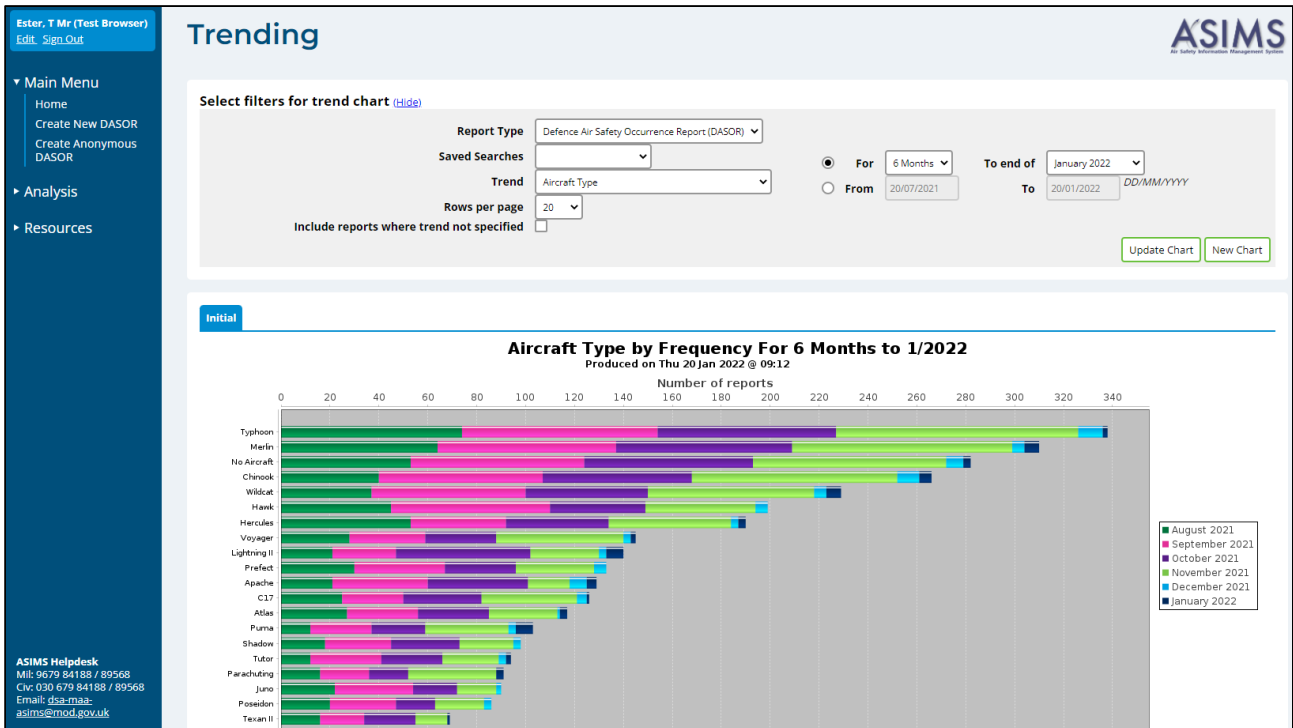 Ester, T Mr (Test Browser)
Edit Sign Out
Main Menu
Home
Create New DASOR
Create Anonymous
DASOR
Analysis
Resources
ASIMS Helpdesk
Mil: 9679 84188 / 89568
Civ: 030 679 84188 / 89568
Email: dsa-maa-
asims@mod.gov.uk
Trending
ASIMS
Air Safety Information Management System
Select filters for trend chart (Hide)
Report Type Defence Air Safety Occurrence Report (DASOR)
Saved Searches
Trend Aircraft Type
Rows per page 20
Include reports where trend not specified
For 6 Months To end of January 2022
From 20/07/2021 To 20/01/2022 DD/MM/YYYY
Update Chart New Chart
Initial
Aircraft Type by Frequency For 6 Months to 1/2022
Produced on Thu 20 Jan 2022 @ 09:12
Number of reports
0 20 40 60 80 100 120 140 160 180 200 220 240 260 280 300 320 340
Typhoon
Merlin
No Aircraft
Chinook
Wildcat
Hawk
Hercules
Voyager
Lightning II
Prefect
Apache
C17
Atlas
Puma
Shadow
Tutor
Parachuting
Juno
Poseidon
Texan II
August 2021
September 2021
October 2021
November 2021
December 2021
January 2022